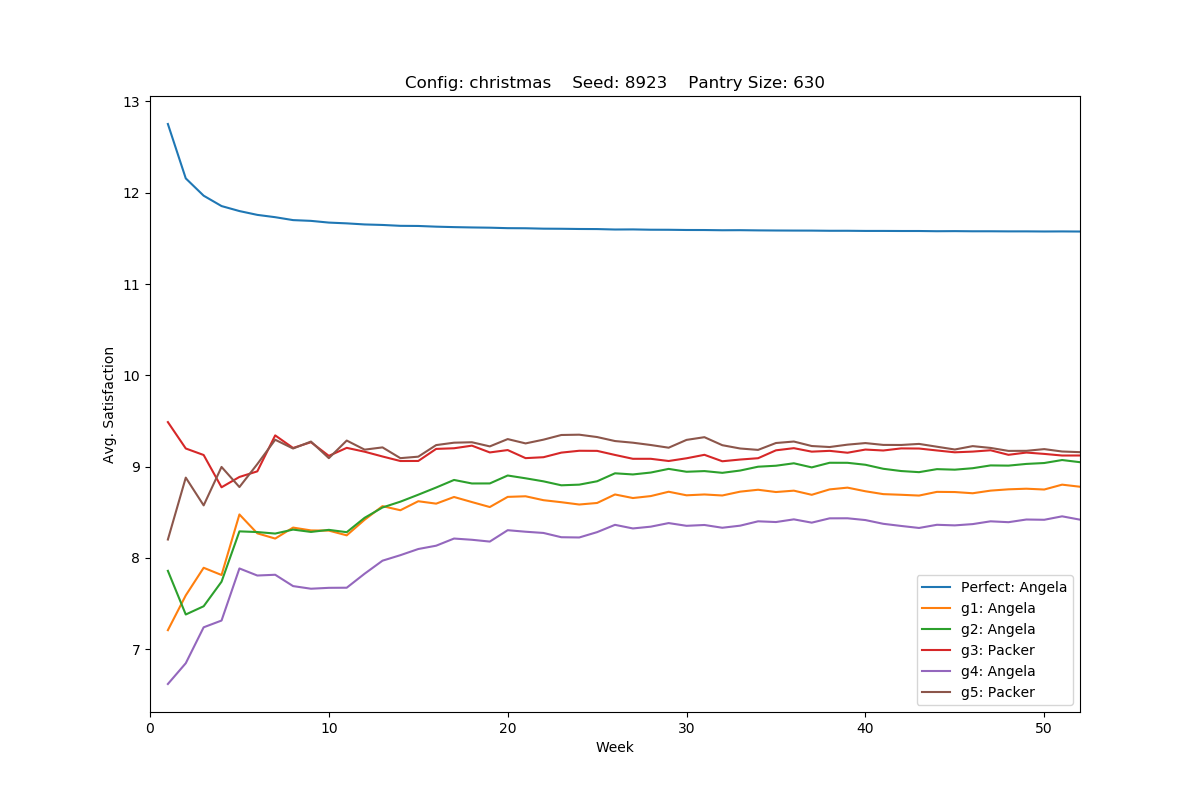 Config: christmas    Seed: 8923    Pantry Size: 630
13
12
11
10
9
8
7
Avg. Satisfaction
0
10
20
30
40
50
Week
Perfect: Angela
g1: Angela
g2: Angela
g3: Packer
g4: Angela
g5: Packer